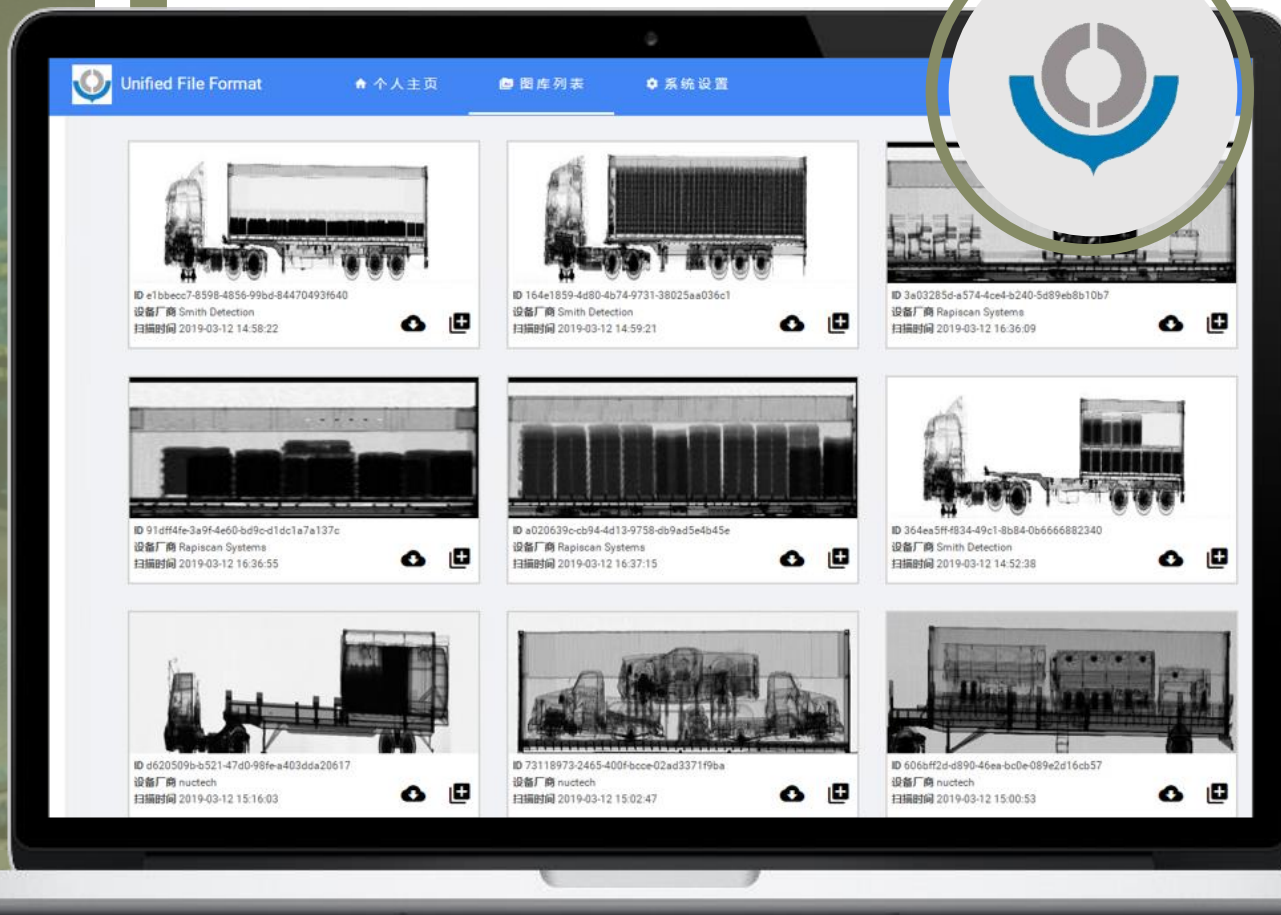 Unified File Format
个人主页
图库列表
系统设置
ID e1bbecc7-8598-4856-99bd-84470493f640
设备厂商 Smith Detection
扫描时间 2019-03-12 14:58:22
ID 164e1859-4d80-4b74-9731-38025aa036c1
设备厂商 Smith Detection
扫描时间 2019-03-12 14:59:21
ID 3a03285d-a574-4ce4-b240-5d89eb8b10b7
设备厂商 Rapiscan Systems
扫描时间 2019-03-12 16:36:09
ID 91dff4fe-3a9f-4e60-bd9c-d1dc1a7a137c
设备厂商 Rapiscan Systems
扫描时间 2019-03-12 16:36:55
ID a020639c-cb94-4d13-9758-db9ad5e4b45e
设备厂商 Rapiscan Systems
扫描时间 2019-03-12 16:37:15
ID 364ea5ff-f834-49c1-8b84-0b6666882340
设备厂商 Smith Detection
扫描时间 2019-03-12 14:52:38
ID d620509b-b521-47d0-98fe-a403dda20617
设备厂商 nuctech
扫描时间 2019-03-12 15:16:03
ID 73118973-2465-400f-bcce-02ad3371f9ba
设备厂商 nuctech
扫描时间 2019-03-12 15:02:47
ID 606bff2d-d890-46ea-bc0e-089e2d16cb57
设备厂商 nuctech
扫描时间 2019-03-12 15:00:53